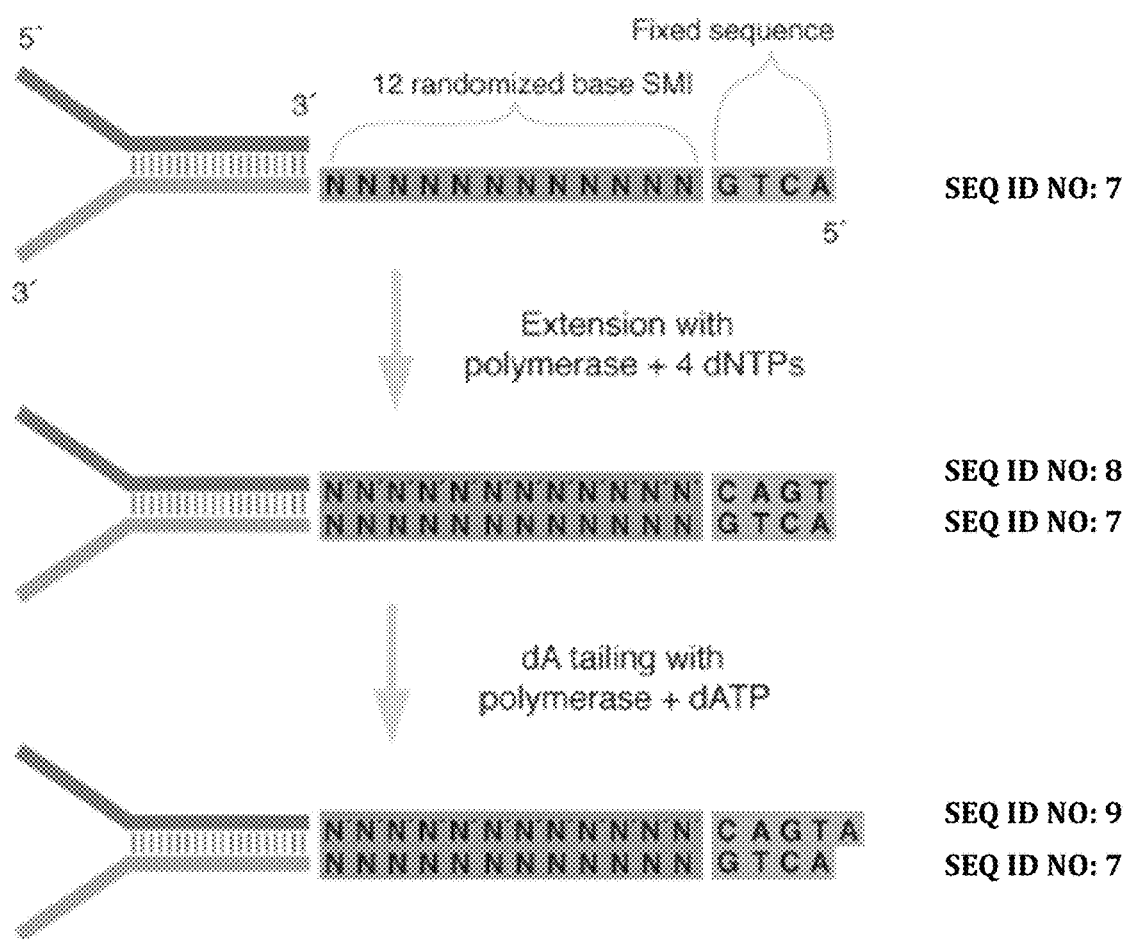 5´
Fixed sequence
12 randomized base SMI
3´
N N N N N N N N N N N N G T C A
SEQ ID NO: 7
5´
3´
Extension with
polymerase + 4 dNTPs
N N N N N N N N N N N N C A G T
SEQ ID NO: 8
N N N N N N N N N N N N G T C A
SEQ ID NO: 7
dA tailing with
polymerase + dATP
N N N N N N N N N N N N C A G T A
SEQ ID NO: 9
N N N N N N N N N N N N G T C A
SEQ ID NO: 7